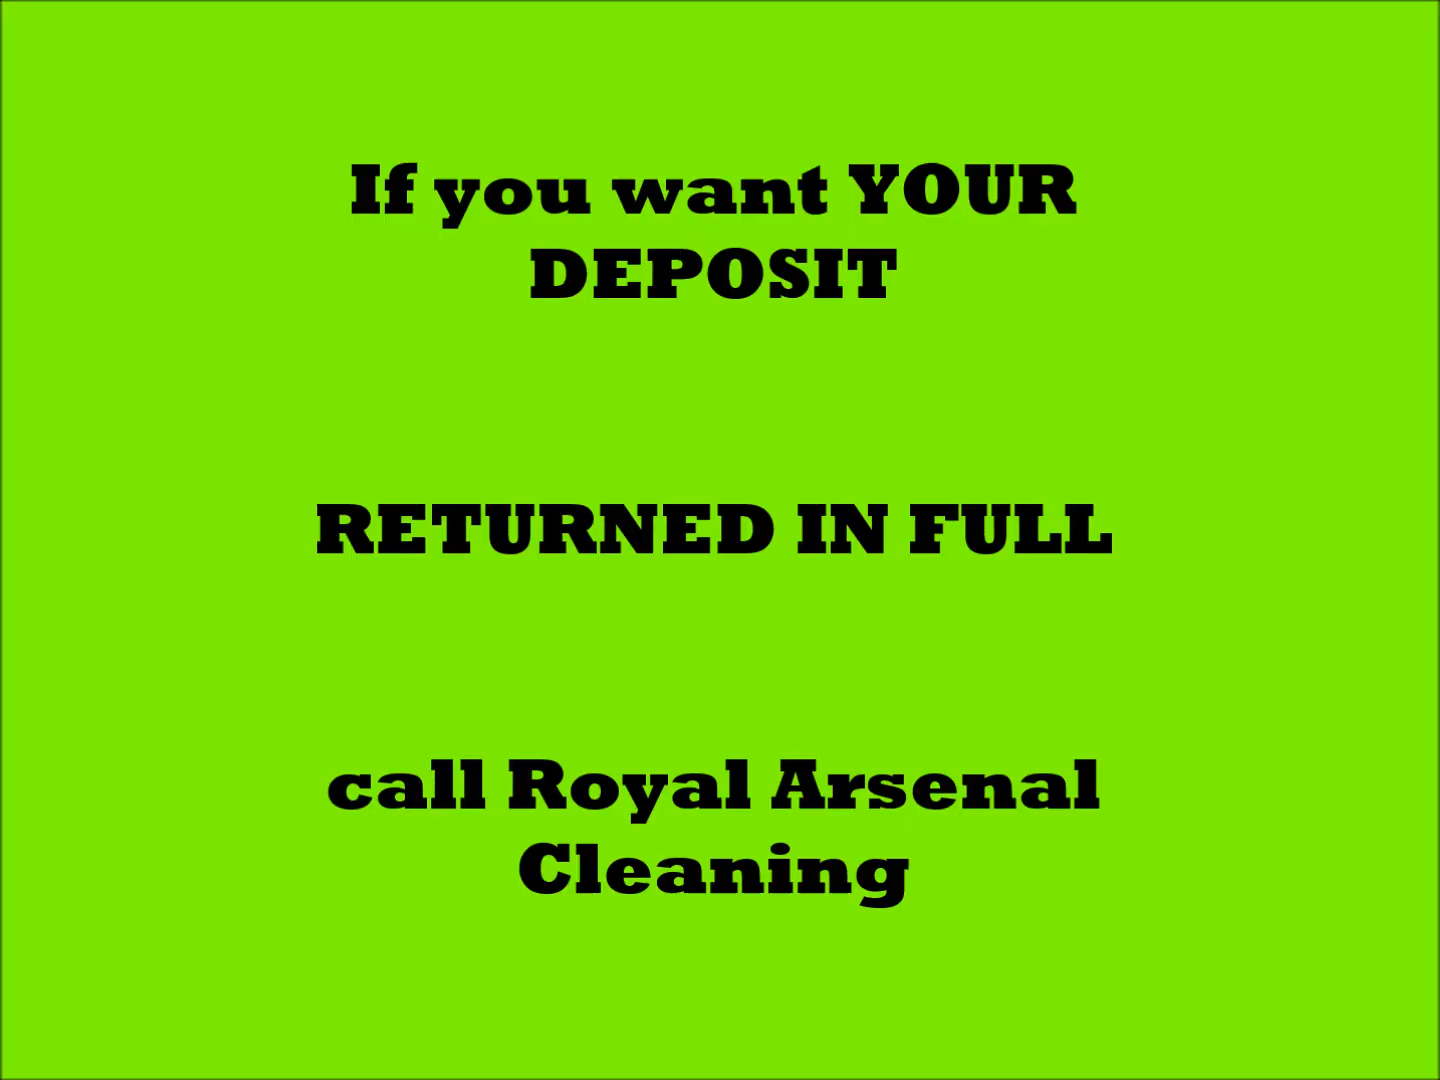 If you want YOUR
DEPOSIT
RETURNED IN FULL
call Royal Arsenal
Cleaning